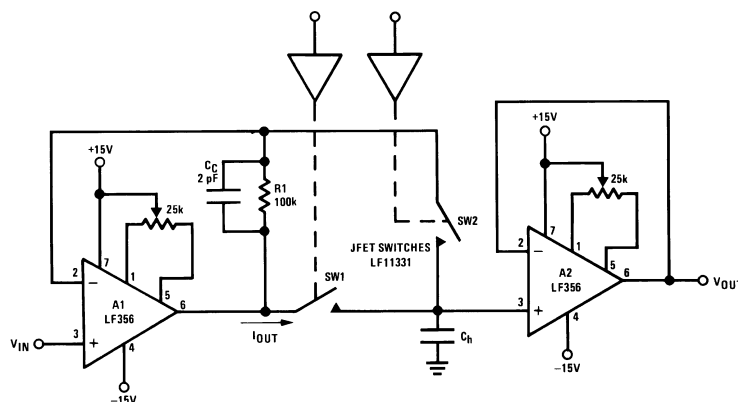 +15V
25k
7
1
2
−
A1
LF356
5
6
VIN
3
+
4
−15V
CC
2 pF
R1
100k
IOUT
SW1
SW2
JFET SWITCHES
LF11331
Ch
+15V
25k
7
1
2
−
A2
LF356
5
6
3
+
4
−15V
VOUT